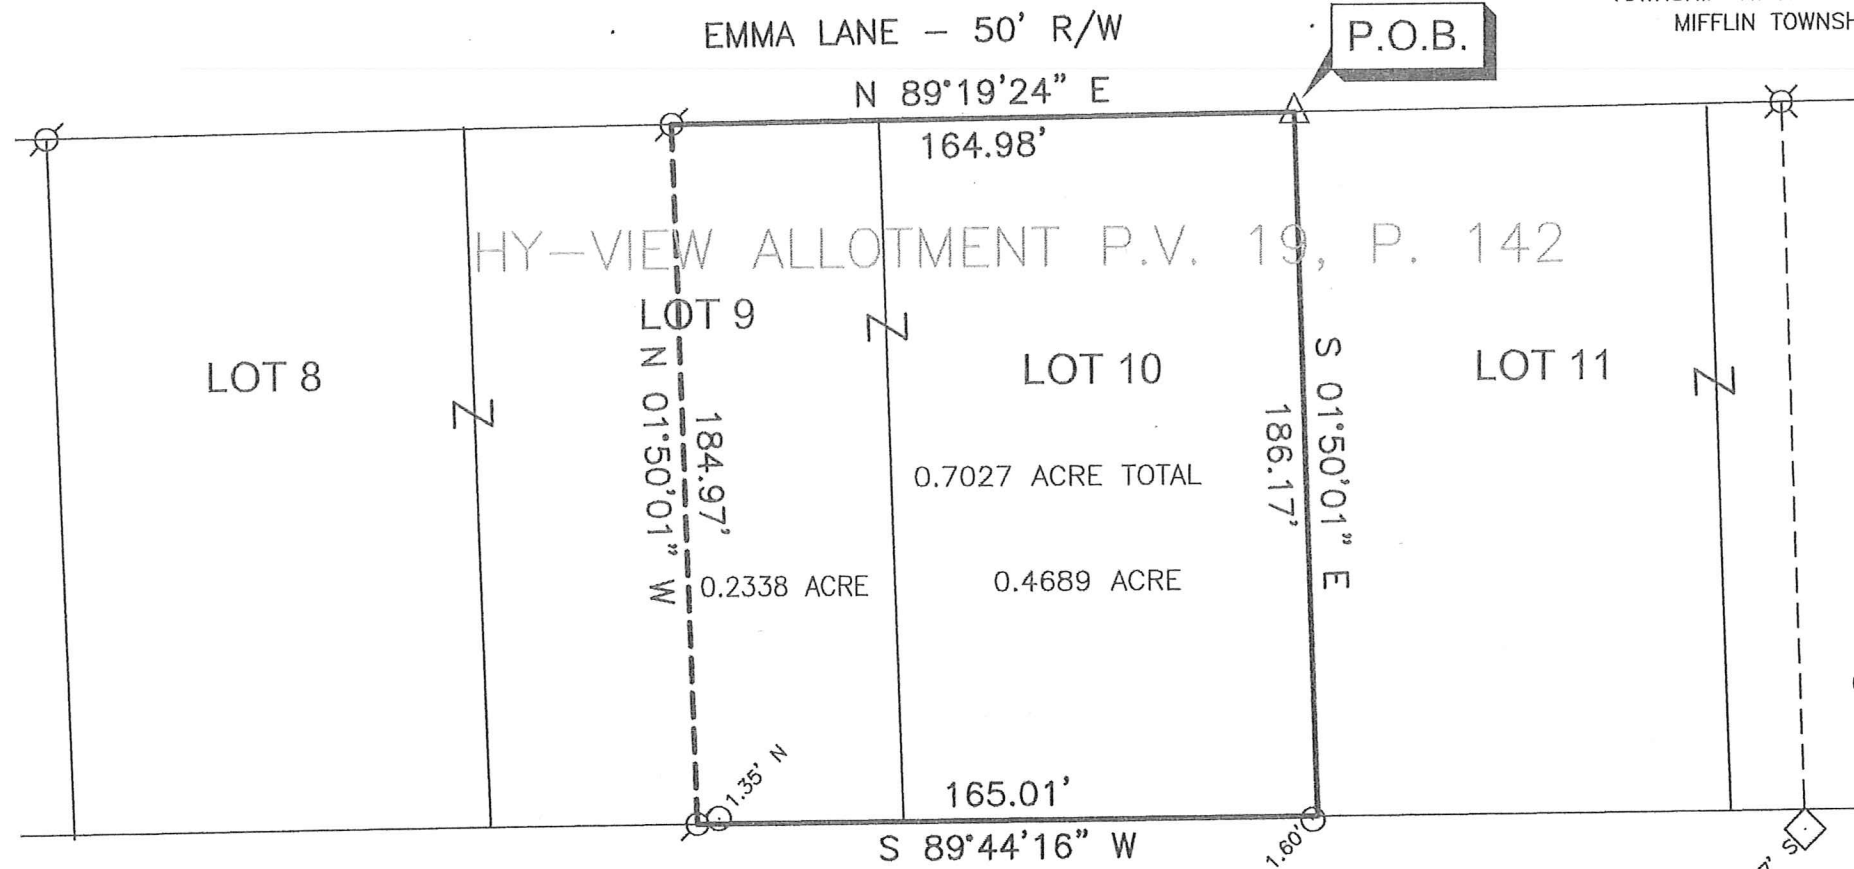 EMMA LANE – 50' R/W
P.O.B.
MIFFLIN TOWNSH
N 89°19'24" E
164.98'
HY–VIEW ALLOTMENT P.V. 19, P. 142
LOT 8
LOT 9
LOT 10
LOT 11
N 01°50'01" W
184.97'
S 01°50'01" E
186.17'
0.7027 ACRE TOTAL
0.2338 ACRE
0.4689 ACRE
1.35' N
165.01'
S 89°44'16" W
1.60'
7' S